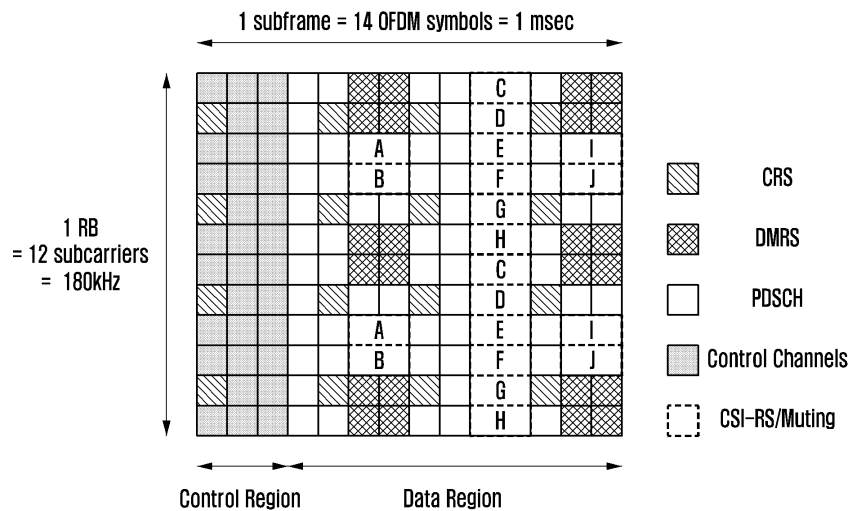 1 subframe = 14 OFDM symbols = 1 msec
C
D
A E I
B F J
G
1 RB
= 12 subcarriers
= 180kHz
H
C
D
A E I
B F J
G
H
CRS
DMRS
PDSCH
Control Channels
CSI-RS/Muting
Control Region Data Region